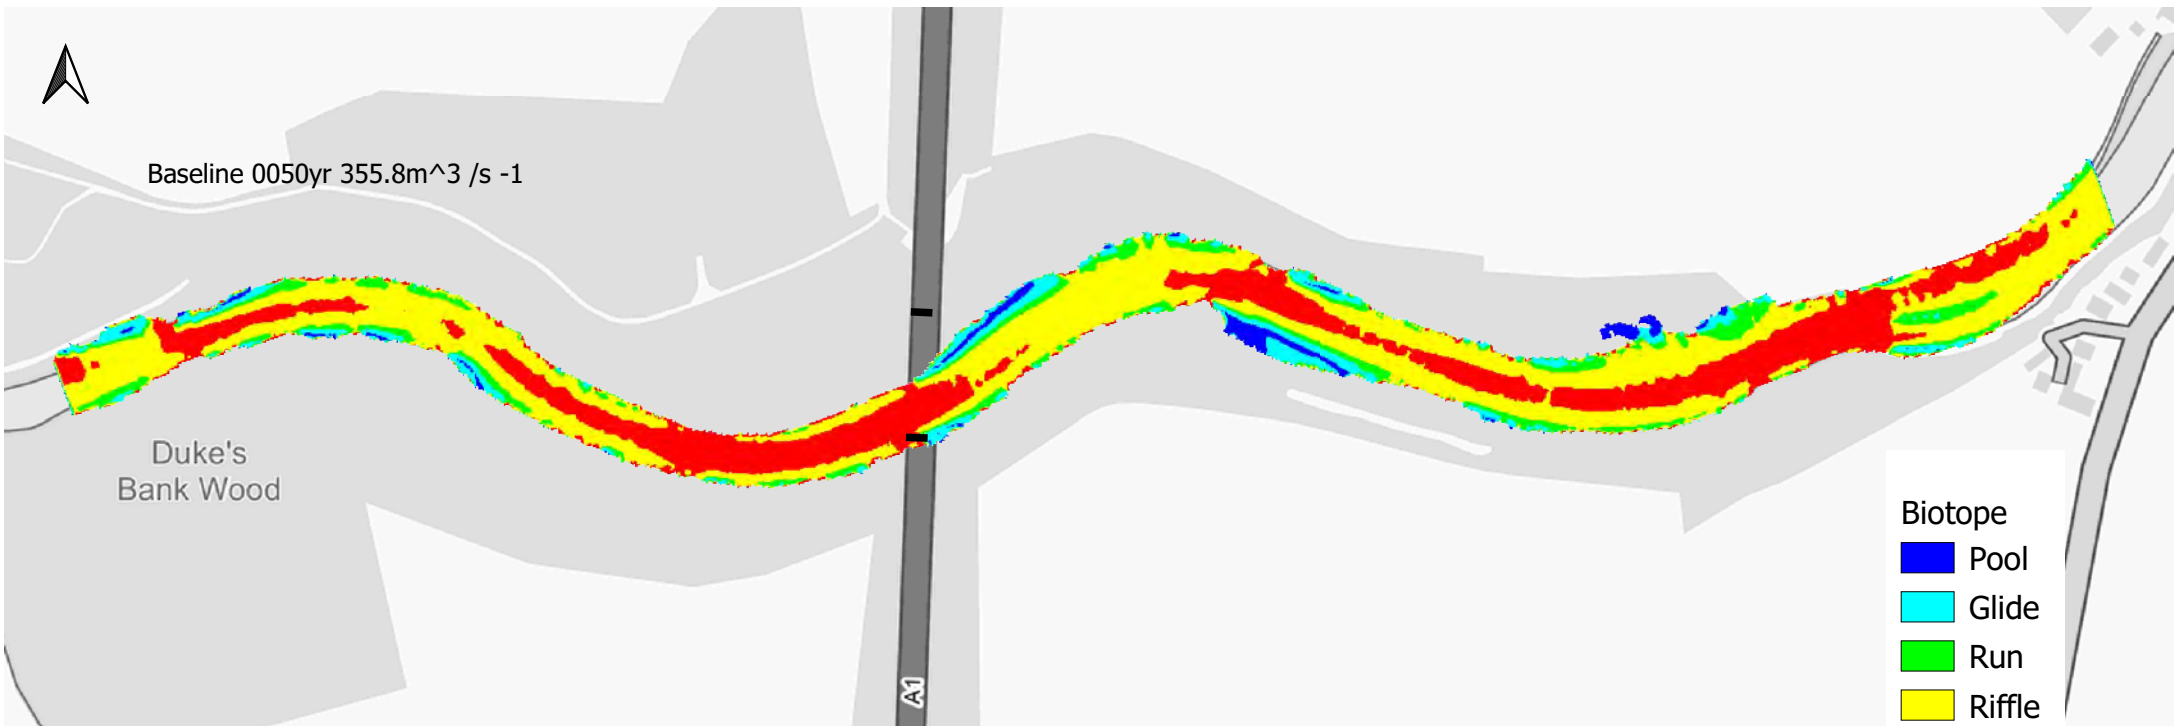 Baseline 0050yr 355.8m^3 /s -1
Duke's
Bank Wood
A1
Biotope
Pool
Glide
Run
Riffle